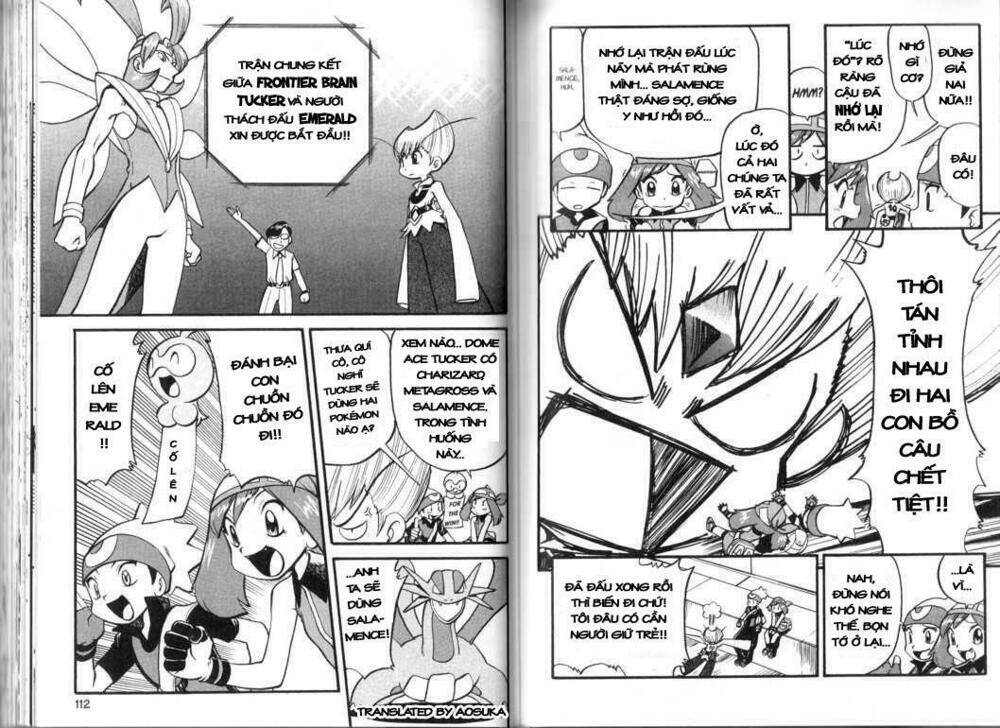 TRẬN CHUNG KẾT
GIỮA FRONTIER BRAIN
TUCKER VÀ NGƯỜI
THÁCH ĐẤU EMERALD
XIN ĐƯỢC BẮT ĐẦU!!
XEM NÀO... DOME
ACE TUCKER CÓ
CHARIZARD,
METAGROSS VÀ
SALAMENCE.
TRONG TÌNH
HUỐNG
NÀY...
THƯA QUÍ
CÔ, CÔ
NGHĨ
TUCKER SẼ
DÙNG HAI
POKÉMON
NÀO Ạ?
FOR
THE
WIN!!
...ANH
TA SẼ
DÙNG
SALA-
MENCE!
ĐÁNH BẠI
CON
CHUỒN
CHUỒN ĐÓ
ĐI!!
CỐ LÊN
CỐ
LÊN
EME
RALD
!!
112
TRANSLATED BY AOSUKA
ĐỪNG
GIẢ
NAI
NỮA!!
NHỚ
GÌ
CƠ?
"LÚC
ĐÓ"? RÕ
RÀNG
CẬU ĐÃ
NHỚ LẠI
RỒI MÀ!
ĐÂU
CÓ!
HMM?
NHỚ LẠI TRẬN ĐẤU LÚC
NÃY MÀ PHÁT RÙNG
MÌNH... SALAMENCE
THẬT ĐÁNG SỢ, GIỐNG
Y NHƯ HỒI ĐÓ...
SALA-
MENCE,
HUH.
Ở,
LÚC ĐÓ
CẢ HAI
CHÚNG TA
ĐÃ RẤT
VẤT VẢ...
THÔI
TÁN
TỈNH
NHAU
ĐI HAI
CON BỒ
CÂU
CHẾT
TIỆT!!
...LÀ
VÌ...
NAH,
ĐỪNG NÓI
KHÓ NGHE
THẾ. BỌN
TỚ Ở LẠI...
ĐÃ ĐẤU XONG RỒI
THÌ BIẾN ĐI CHỨ!
TÔI ĐÂU CÓ CẦN
NGƯỜI GIỮ TRẺ!!